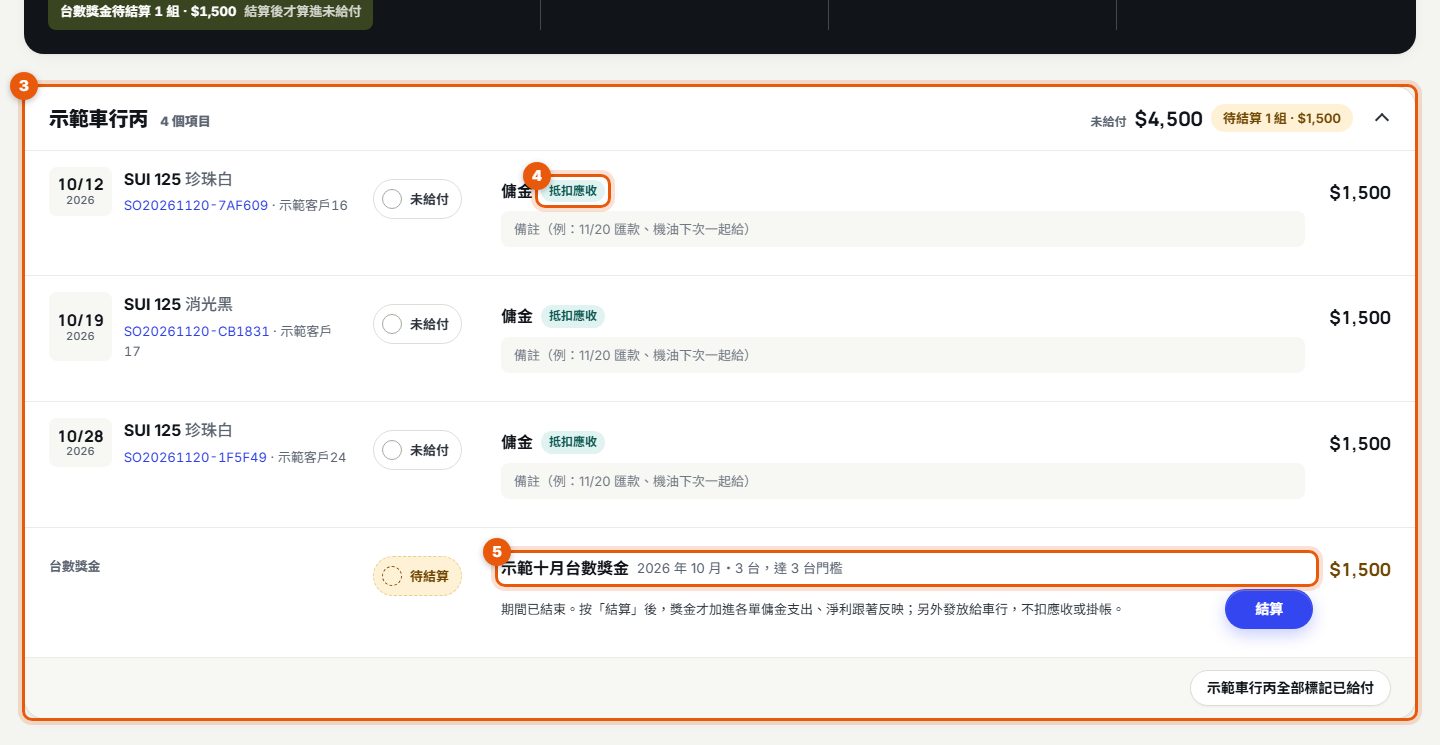 台數獎金待結算 1 組 · $1,500 結算後才算進未給付
3
示範車行丙 4 個項目
未給付 $4,500 待結算 1 組 · $1,500
10/12
2026
SUI 125 珍珠白
SO20261120-7AF609 · 示範客戶16
未給付
4
傭金 抵扣應收
備註（例：11/20 匯款、機油下次一起給）
$1,500
10/19
2026
SUI 125 消光黑
SO20261120-CB1831 · 示範客戶
17
未給付
傭金 抵扣應收
備註（例：11/20 匯款、機油下次一起給）
$1,500
10/28
2026
SUI 125 珍珠白
SO20261120-1F5F49 · 示範客戶24
未給付
傭金 抵扣應收
備註（例：11/20 匯款、機油下次一起給）
$1,500
台數獎金
待結算
5
示範十月台數獎金 2026 年 10 月・3 台，達 3 台門檻
$1,500
期間已結束。按「結算」後，獎金才加進各單傭金支出、淨利跟著反映；另外發放給車行，不扣應收或掛帳。
結算
示範車行丙全部標記已給付